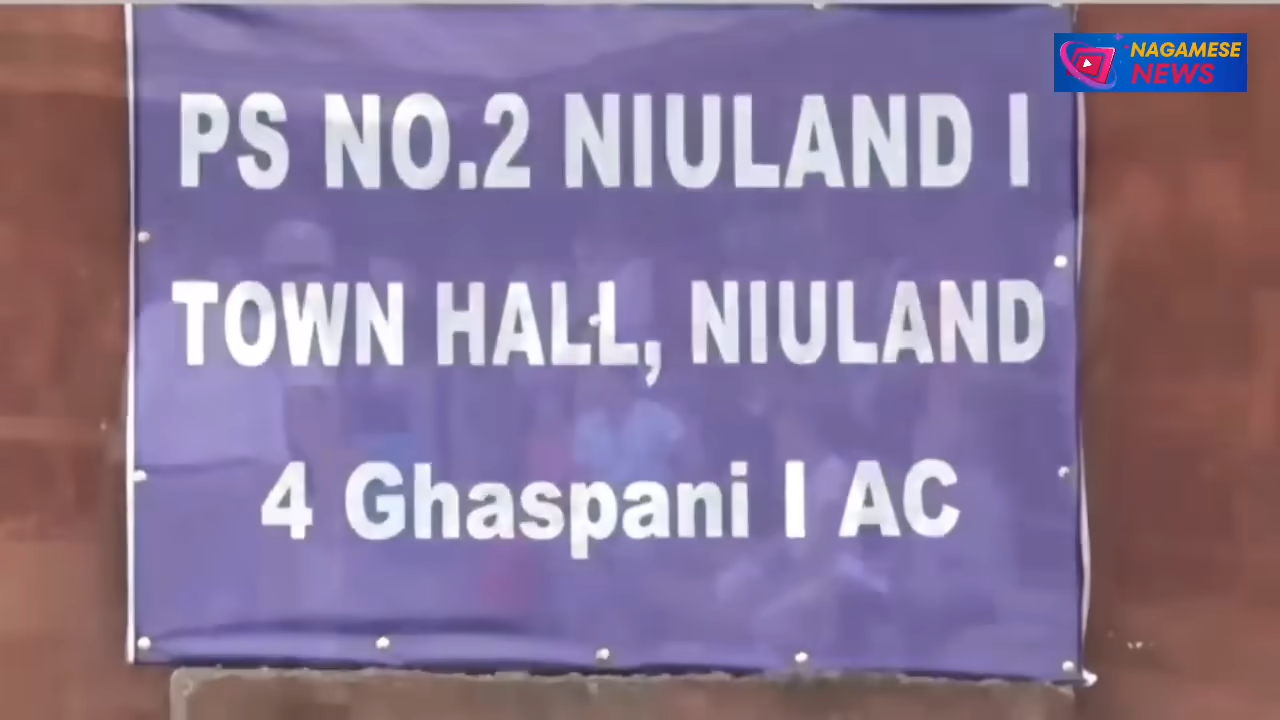 NAGAMESE
NEWS
PS NO.2 NIULAND I
TOWN HALL, NIULAND
4 Ghaspani I AC